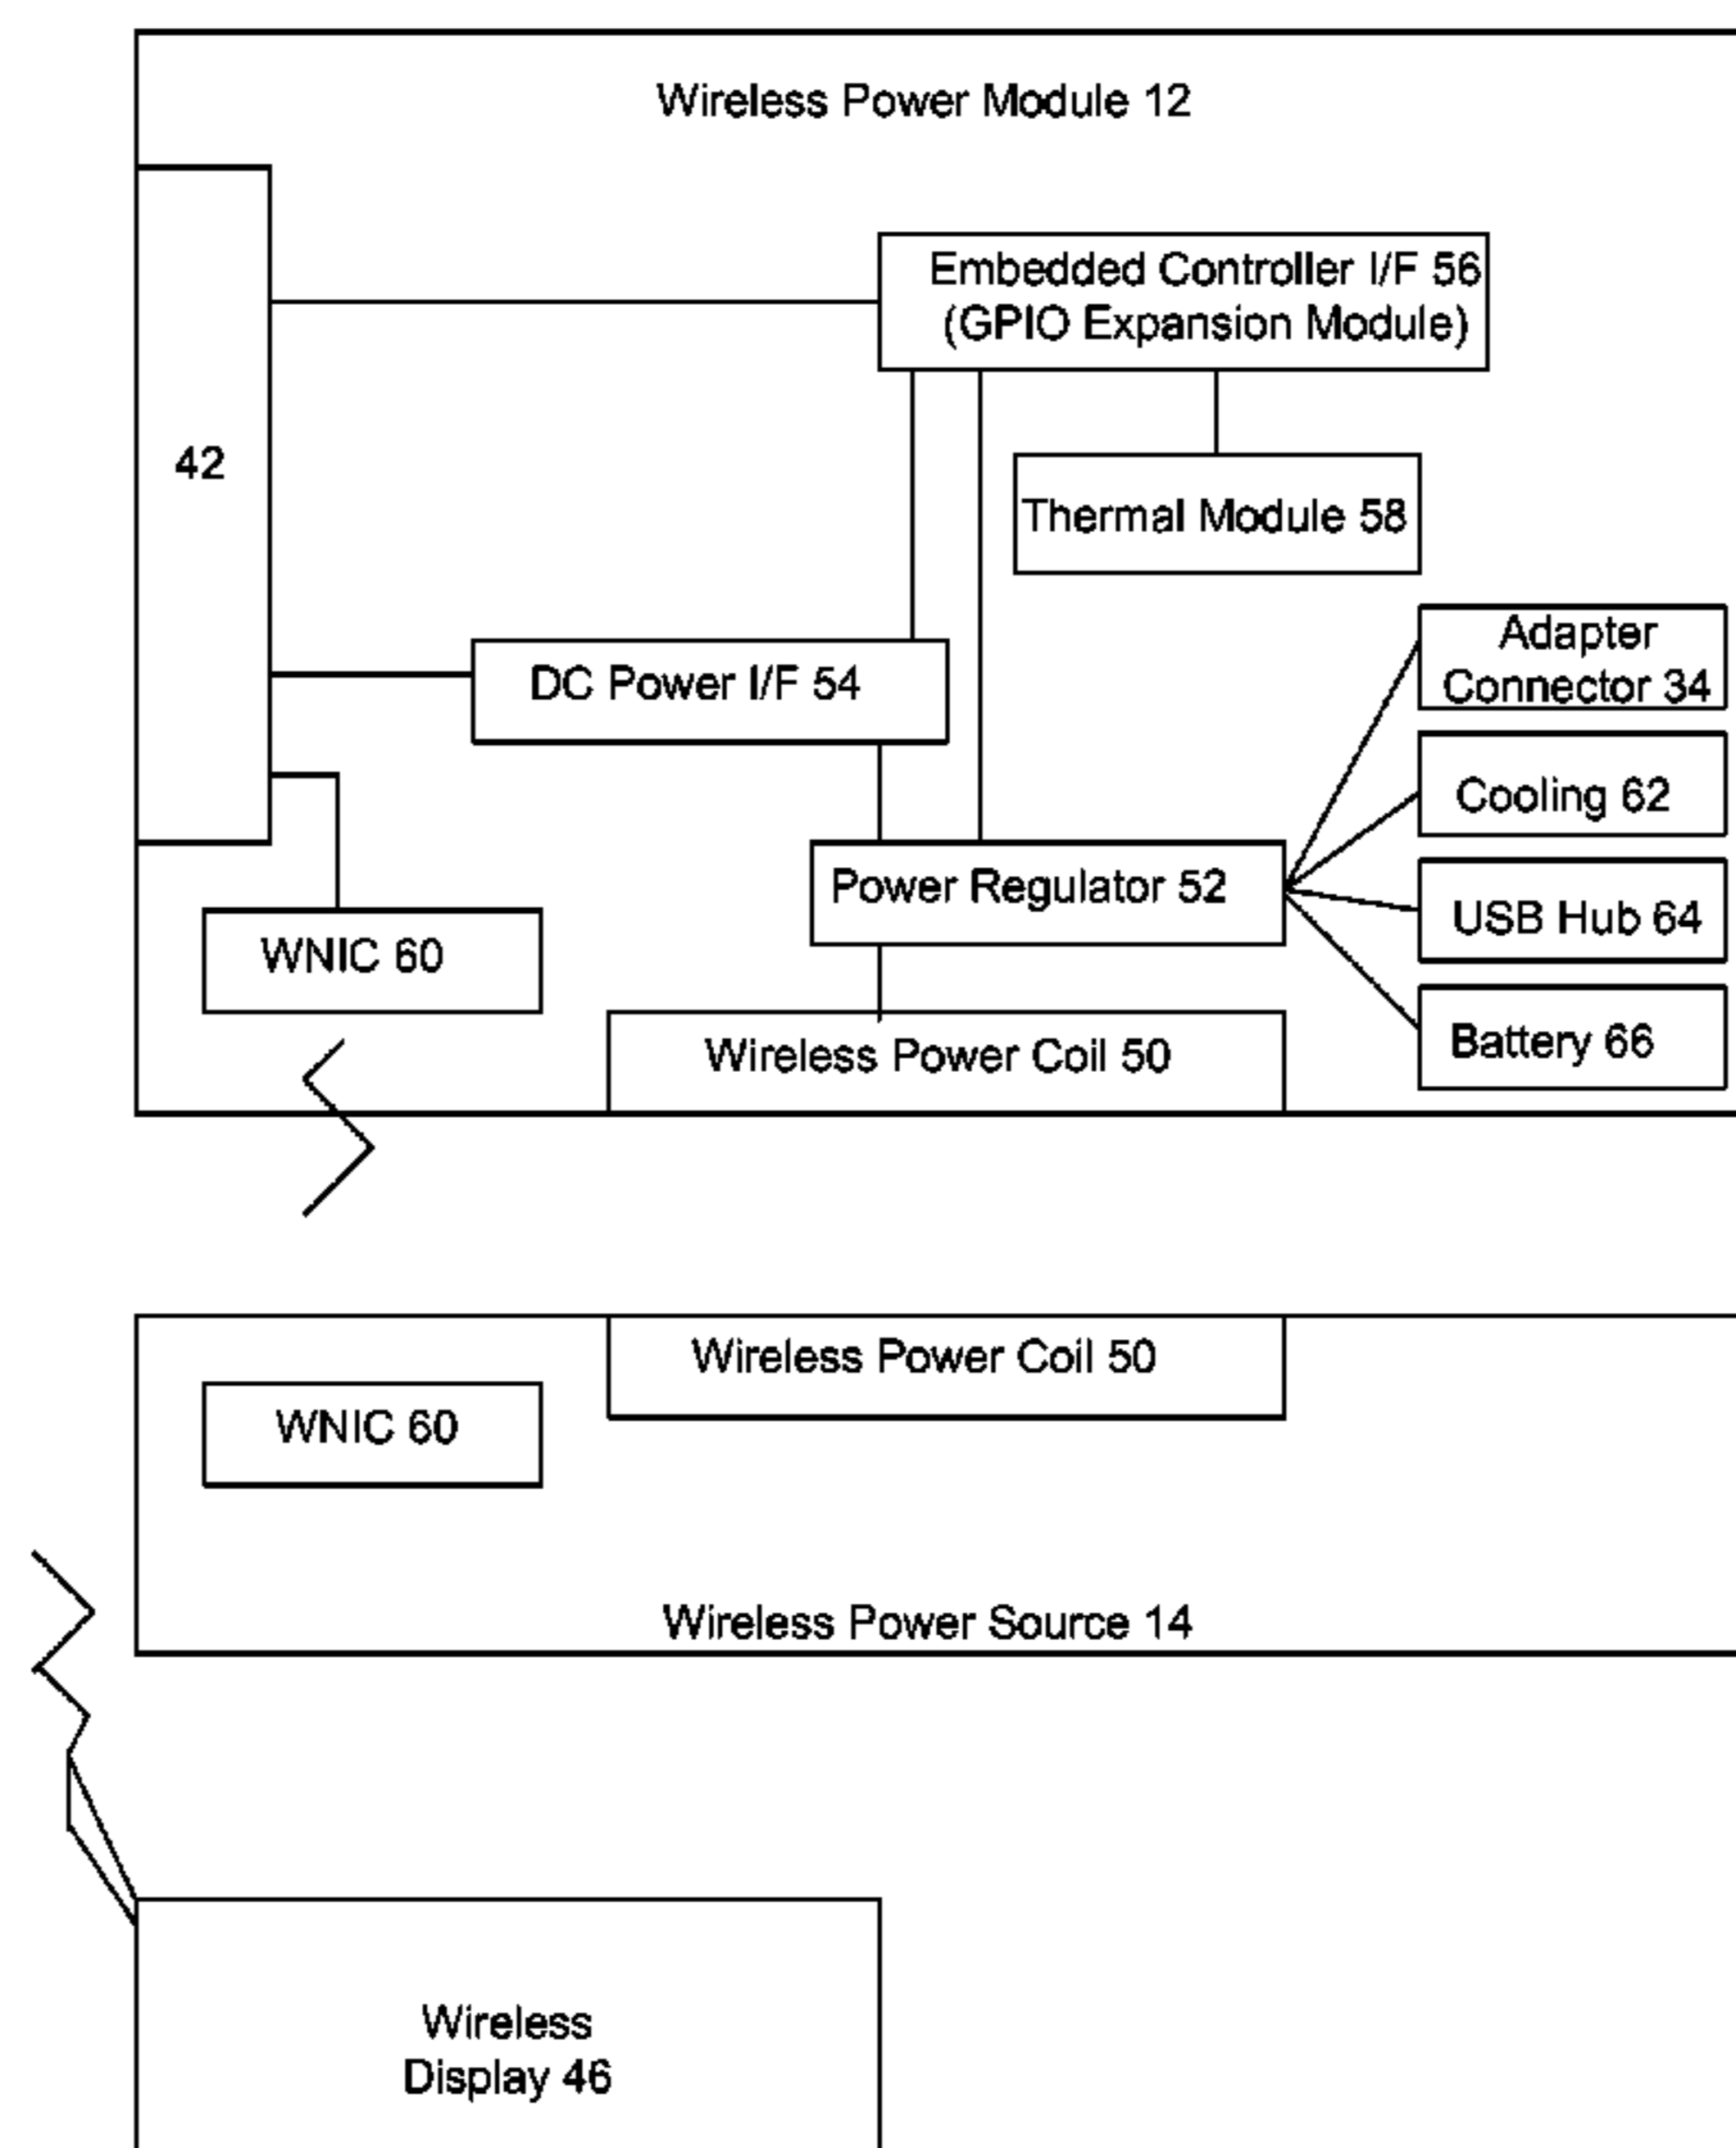 Wireless Power Module 12
Embedded Controller I/F 56
(GPIO Expansion Module)
42
Thermal Module 58
Adapter
Connector 34
DC Power I/F 54
Cooling 62
Power Regulator 52
USB Hub 64
WNIC 60
Battery 66
Wireless Power Coil 50
Wireless Power Coil 50
WNIC 60
Wireless Power Source 14
Wireless
Display 46